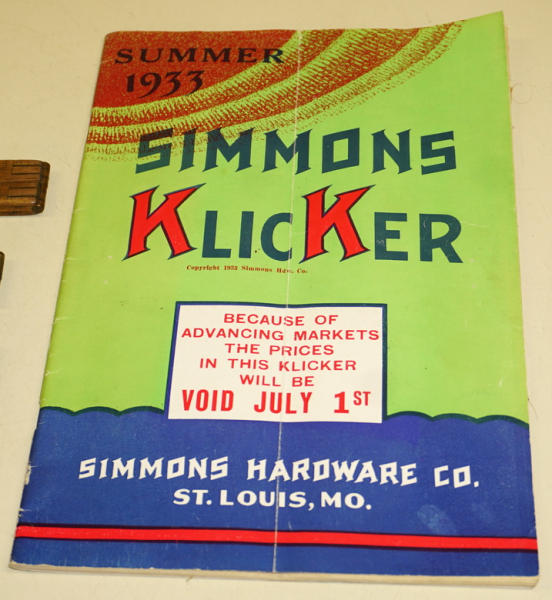 SUMMER
1933
SIMMONS
KLICKER
Copyright 1933 Simmons Hdw. Co.
BECAUSE OF
ADVANCING MARKETS
THE PRICES
IN THIS KLICKER
WILL BE
VOID JULY 1ST
SIMMONS HARDWARE CO.
ST. LOUIS, MO.